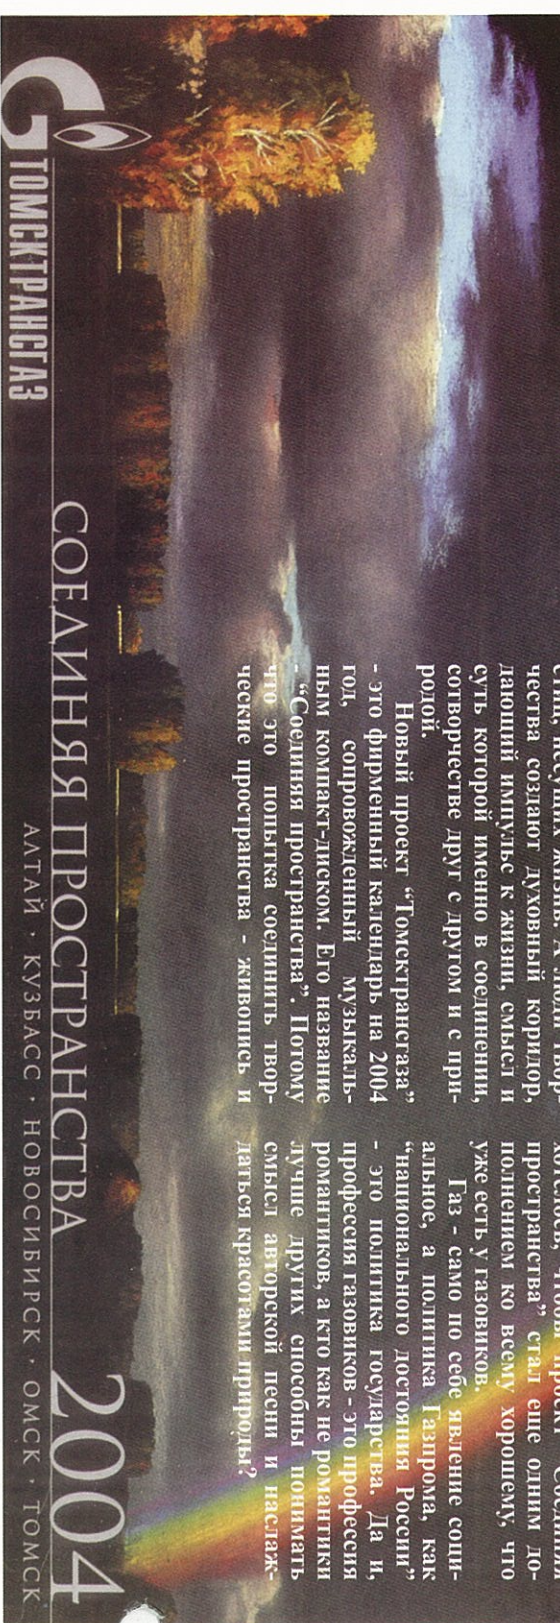 чества создают духовный коридор,
дающий импульс к жизни, смысл и
суть которой именно в соединении,
сотворчестве друг с другом и с при-
родой.
Новый проект “Томсктрансгаза”
- это фирменный календарь на 2004
год, сопровожденный музыкаль-
ным компакт-диском. Его название
- “Соединяя пространства”. Потому
что это попытка соединить твор-
ческие пространства - живопись и
пространства” стал еще одним до-
полнением ко всему хорошему, что
уже есть у газовиков.
Газ - само по себе явление соци-
альное, а политика Газпрома, как
“национального достояния России”
- это политика государства. Да и,
профессия газовиков - это профессия
романтиков, а кто как не романтики
лучше других способны понимать
смысл авторской песни и наслаж-
даться красотами природы?
ТОМСКТРАНСГАЗ
СОЕДИНЯЯ ПРОСТРАНСТВА 2004
АЛТАЙ · КУЗБАСС · НОВОСИБИРСК · ОМСК · ТОМСК